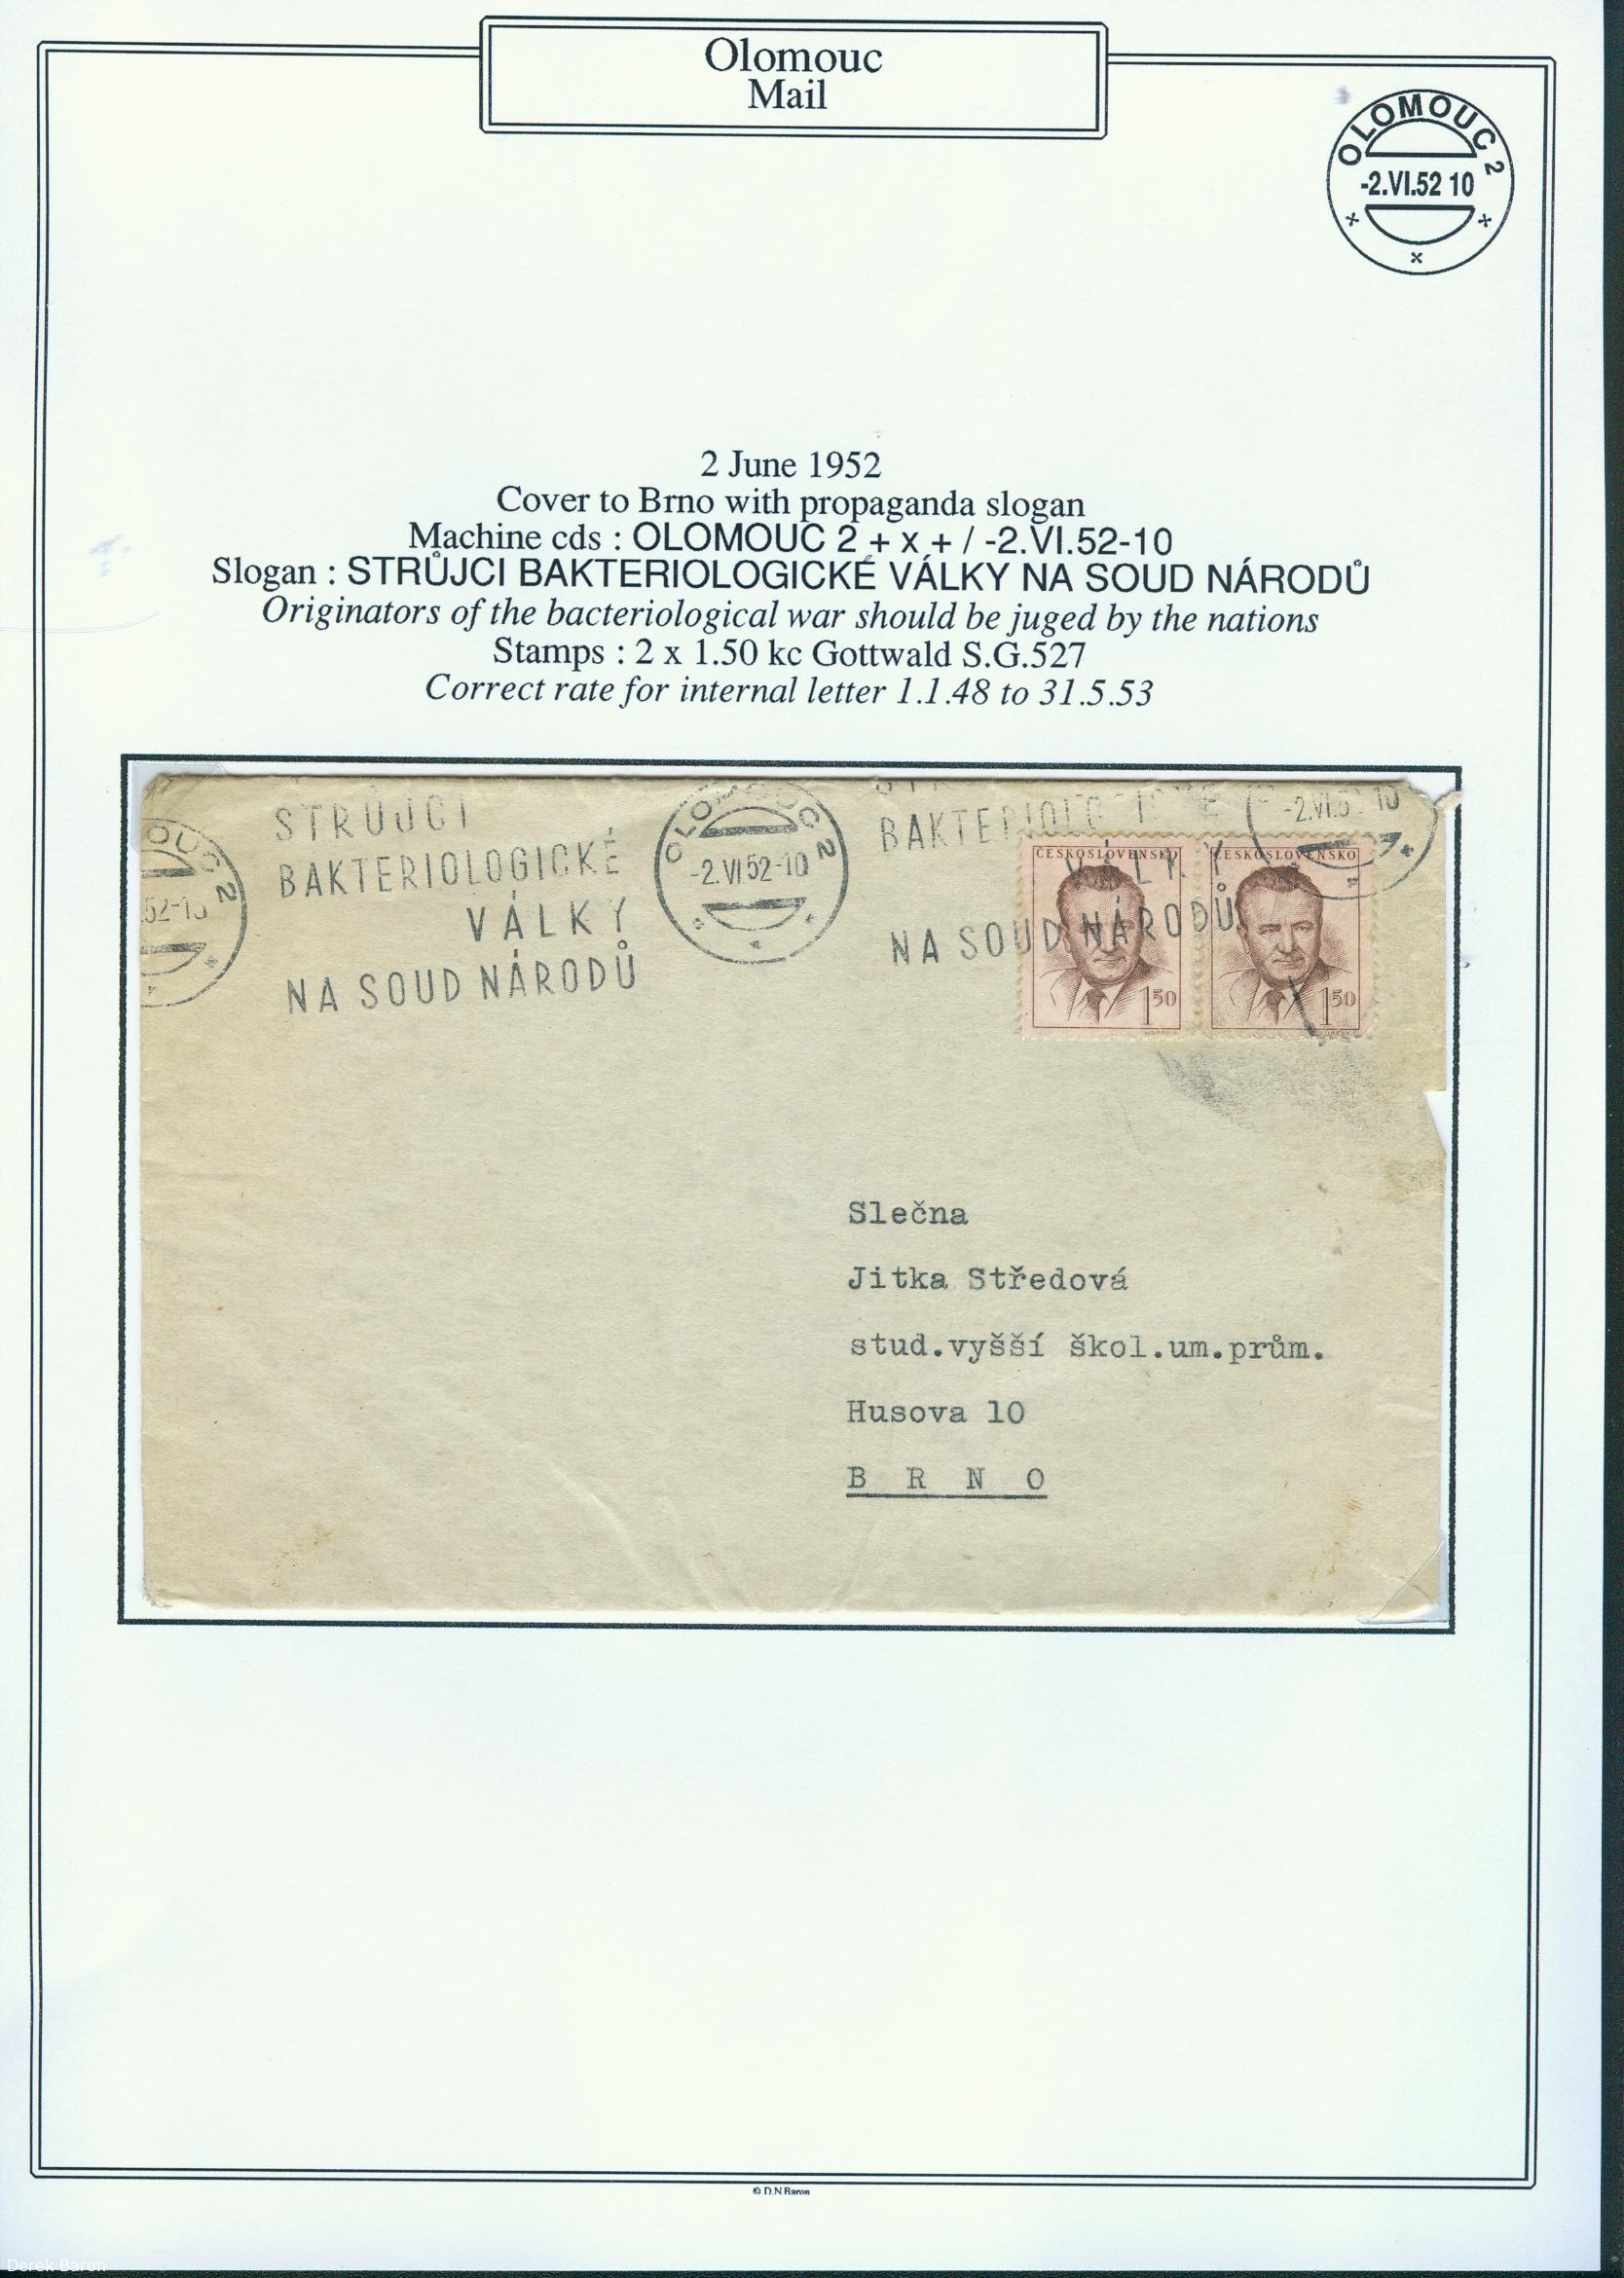 Olomouc
Mail
OLOMOUC 2
-2.VI.52 10
2 June 1952
Cover to Brno with propaganda slogan
Machine cds : OLOMOUC 2 + x + / -2.VI.52-10
Slogan : STRŮJCI BAKTERIOLOGICKÉ VÁLKY NA SOUD NÁRODŮ
Originators of the bacteriological war should be juged by the nations
Stamps : 2 x 1.50 kc Gottwald S.G.527
Correct rate for internal letter 1.1.48 to 31.5.53
STRŮJCI
BAKTERIOLOGICKÉ
VÁLKY
NA SOUD NÁRODŮ
OLOMOUC 2
-2.VI.52-10
BAKTERIOLOGICKÉ
VÁLKY
NA SOUD NÁRODŮ
ČESKOSLOVENSKO
1 50
ČESKOSLOVENSKO
1 50
Slečna
Jitka Středová
stud.vyšší škol.um.prům.
Husova 10
B R N O
© D.N Baron
Derek Baron